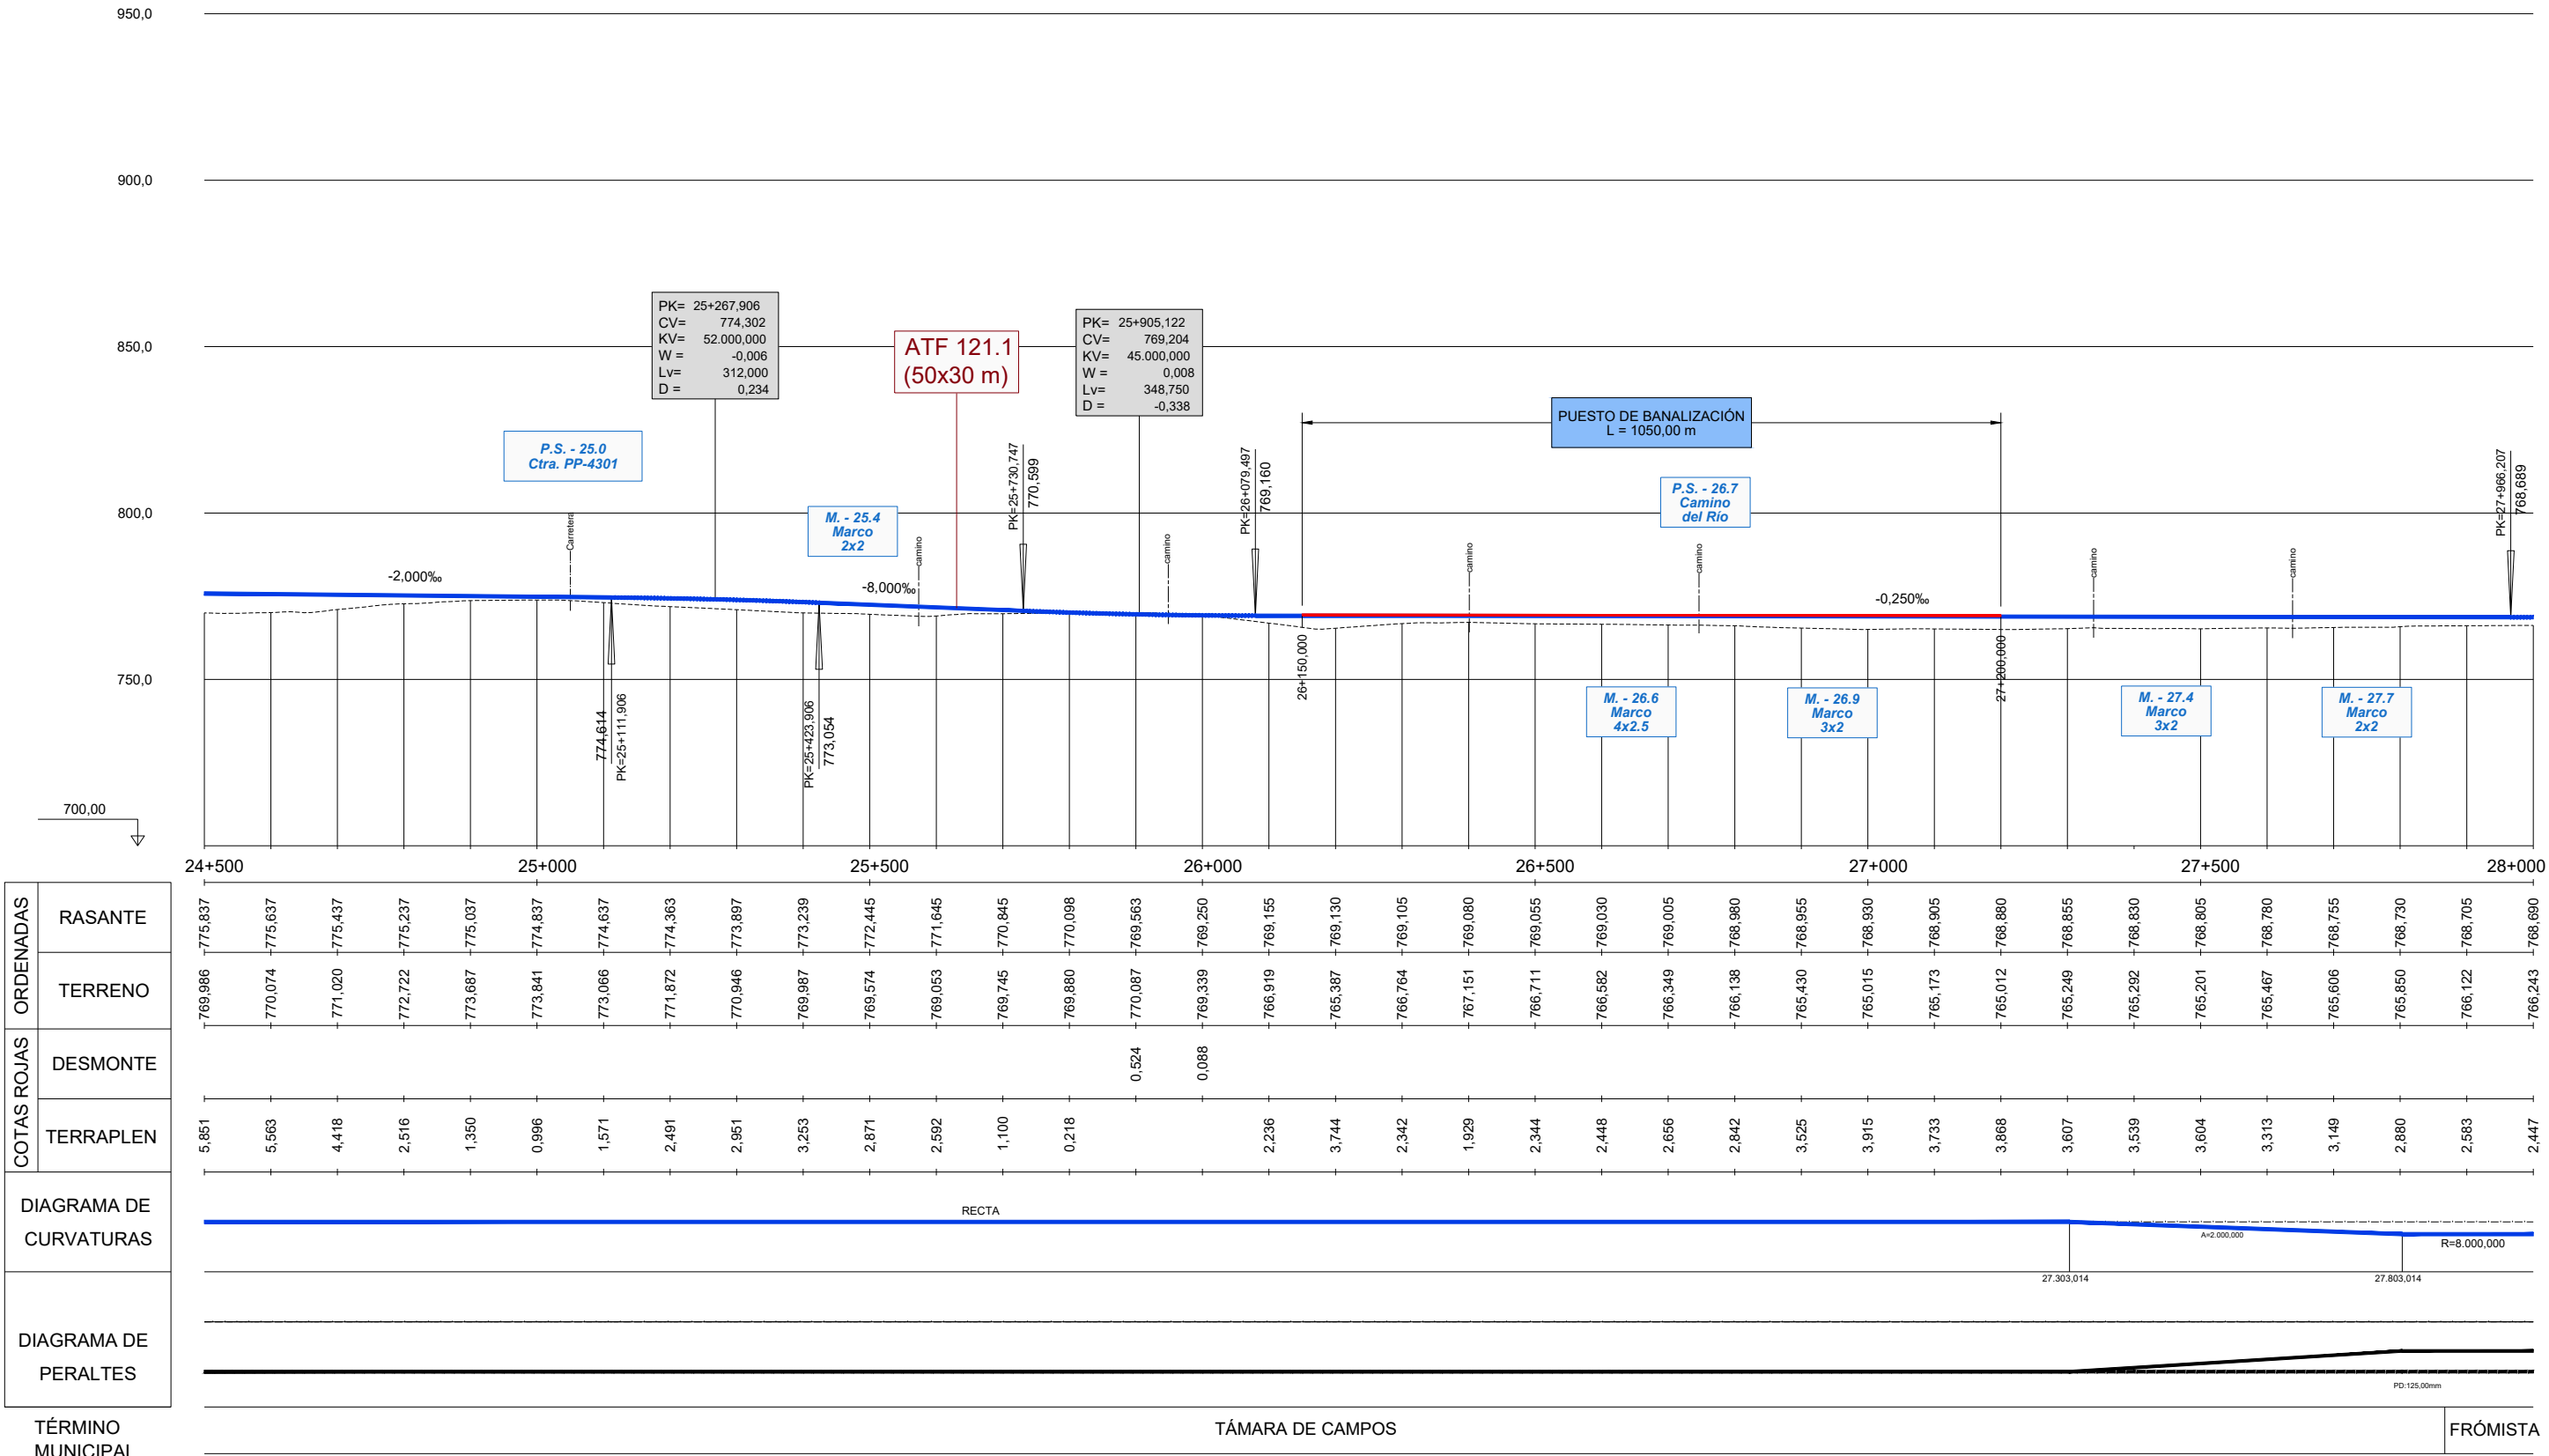 950,0
900,0
850,0
800,0
750,0
700,00
PK= 25+267,906
CV= 774,302
KV= 52.000,000
W = -0,006
Lv= 312,000
D = 0,234
ATF 121.1
(50x30 m)
PK= 25+905,122
CV= 769,204
KV= 45.000,000
W = 0,008
Lv= 348,750
D = -0,338
PUESTO DE BANALIZACIÓN
L = 1050,00 m
P.S. - 25.0
Ctra. PP-4301
M. - 25.4
Marco
2x2
P.S. - 26.7
Camino
del Río
PK=25+730,747
770,599
PK=26+079,497
769,160
PK=27+966,207
768,689
Carretera
camino
camino
camino
camino
camino
camino
-2,000‰
-8,000‰
-0,250‰
774,614
PK=25+111,906
PK=25+423,906
773,054
26+150,000
27+200,000
M. - 26.6
Marco
4x2.5
M. - 26.9
Marco
3x2
M. - 27.4
Marco
3x2
M. - 27.7
Marco
2x2
24+500 25+000 25+500 26+000 26+500 27+000 27+500 28+000
ORDENADAS
RASANTE
775,837 775,637 775,437 775,237 775,037 774,837 774,637 774,363 773,897 773,239 772,445 771,645 770,845 770,098 769,563 769,250 769,155 769,130 769,105 769,080 769,055 769,030 769,005 768,980 768,955 768,930 768,905 768,880 768,855 768,830 768,805 768,780 768,755 768,730 768,705 768,690
TERRENO
769,986 770,074 771,020 772,722 773,687 773,841 773,066 771,872 770,946 769,987 769,574 769,053 769,745 769,880 770,087 769,339 766,919 765,387 766,764 767,151 766,711 766,582 766,349 766,138 765,430 765,015 765,173 765,012 765,249 765,292 765,201 765,467 765,606 765,850 766,122 766,243
COTAS ROJAS
DESMONTE
0,524 0,088
TERRAPLEN
5,851 5,563 4,418 2,516 1,350 0,996 1,571 2,491 2,951 3,253 2,871 2,592 1,100 0,218 2,236 3,744 2,342 1,929 2,344 2,448 2,656 2,842 3,525 3,915 3,733 3,868 3,607 3,539 3,604 3,313 3,149 2,880 2,583 2,447
DIAGRAMA DE
CURVATURAS
RECTA
A=2.000,000
R=8.000,000
27.303,014
27.803,014
DIAGRAMA DE
PERALTES
PD:125,00mm
TÉRMINO
MUNICIPAL
TÁMARA DE CAMPOS
FRÓMISTA